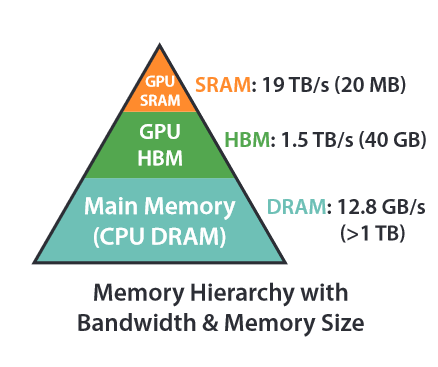 GPU
SRAM
SRAM: 19 TB/s (20 MB)
GPU
HBM
HBM: 1.5 TB/s (40 GB)
Main Memory
(CPU DRAM)
DRAM: 12.8 GB/s
(>1 TB)
Memory Hierarchy with
Bandwidth & Memory Size